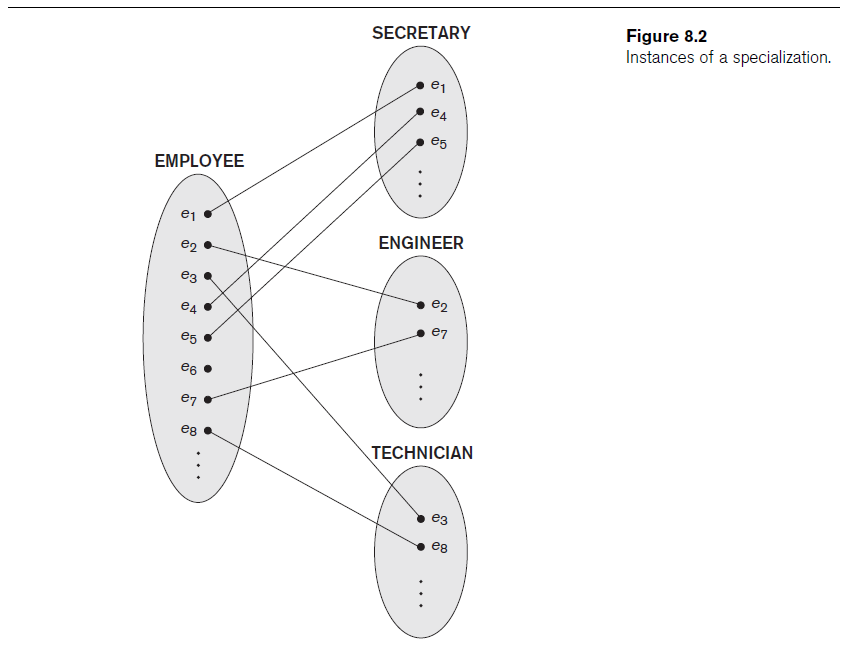 Figure 8.2
Instances of a specialization.
SECRETARY
e1
e4
e5
EMPLOYEE
e1
e2
e3
e4
e5
e6
e7
e8
ENGINEER
e2
e7
TECHNICIAN
e3
e8